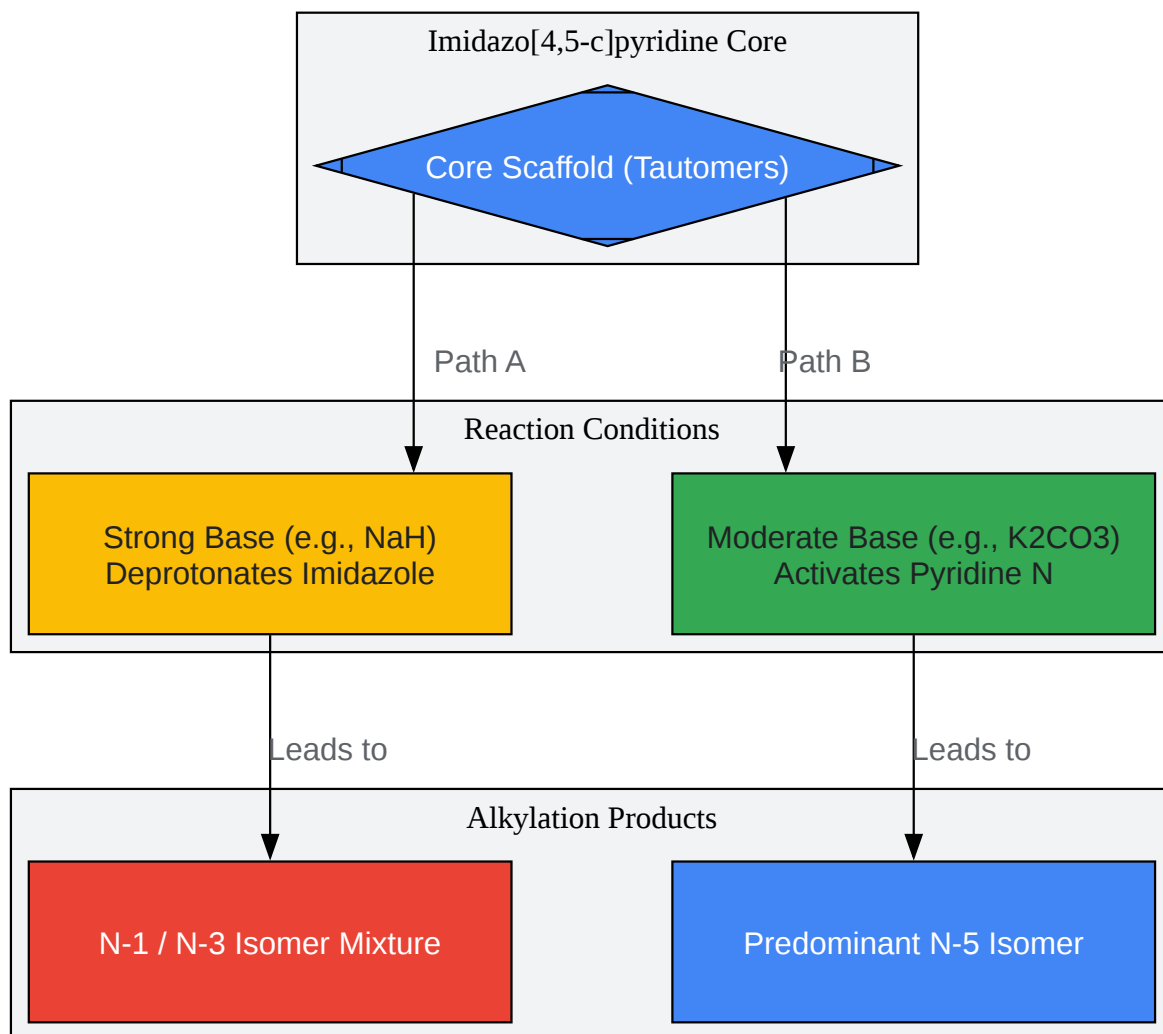 Imidazo[4,5-c]pyridine Core
Core Scaffold (Tautomers)
Path A
Path B
Reaction Conditions
Strong Base (e.g., NaH)
Deprotonates Imidazole
Moderate Base (e.g., K2CO3)
Activates Pyridine N
Leads to
Leads to
Alkylation Products
N-1 / N-3 Isomer Mixture
Predominant N-5 Isomer